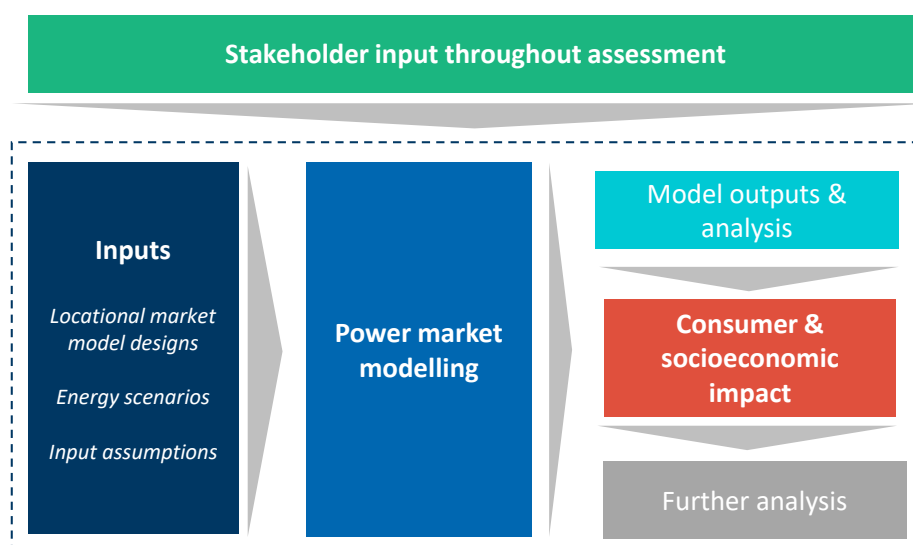 Stakeholder input throughout assessment
Inputs
Locational market
model designs
Energy scenarios
Input assumptions
Power market
modelling
Model outputs &
analysis
Consumer &
socioeconomic
impact
Further analysis